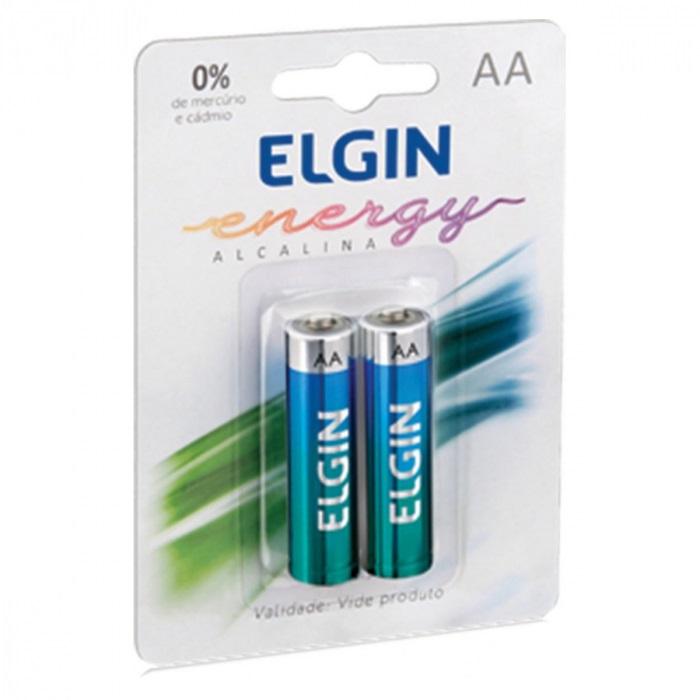 0%
de mercúrio
e cádmio
AA
ELGIN
energy
ALCALINA
AA
AA
ELGIN
ELGIN
Validade: Vide produto